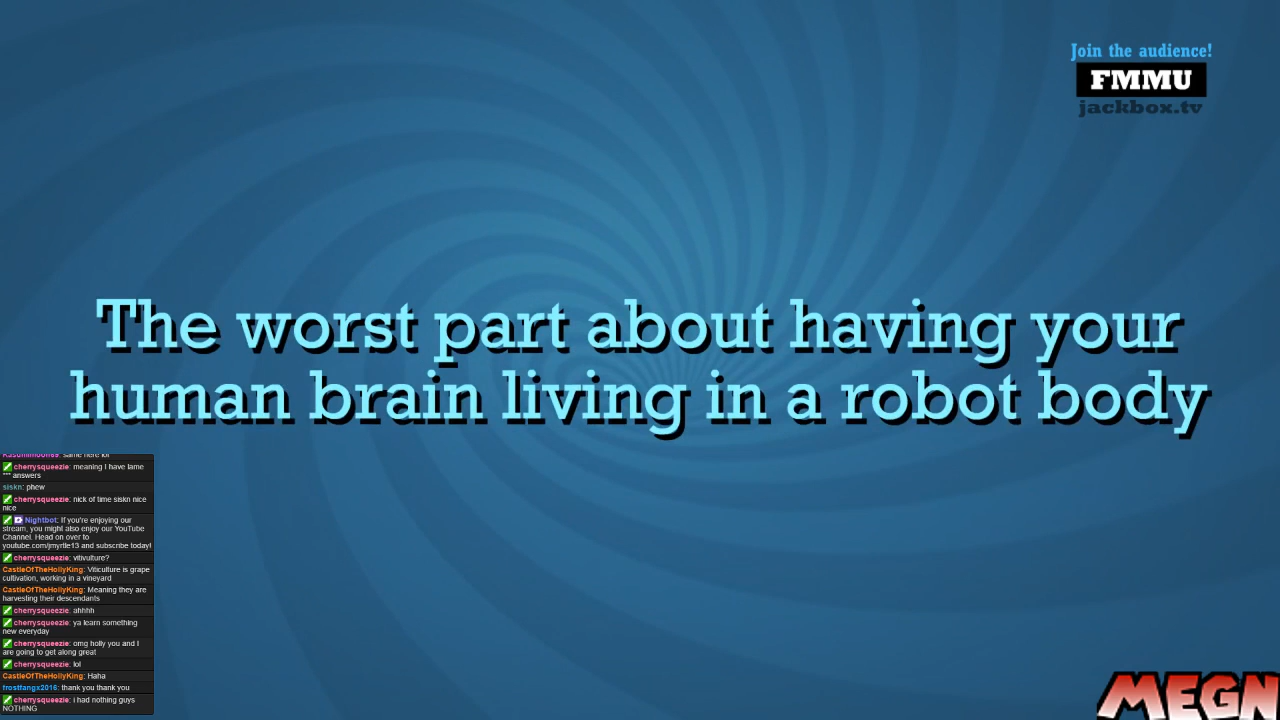 Join the audience!
FMMU
jackbox.tv
The worst part about having your
human brain living in a robot body
same here lol
cherrysqueezie: meaning I have lame
*** answers
siskn: phew
cherrysqueezie: nick of time siskn nice
nice
Nightbot: If you're enjoying our
stream, you might also enjoy our YouTube
Channel. Head on over to
youtube.com/jmyrtle13 and subscribe today!
cherrysqueezie: vitivulture?
CastleOfTheHollyKing: Viticulture is grape
cultivation, working in a vineyard
CastleOfTheHollyKing: Meaning they are
harvesting their descendants
cherrysqueezie: ahhhh
cherrysqueezie: ya learn something
new everyday
cherrysqueezie: omg holly you and I
are going to get along great
cherrysqueezie: lol
CastleOfTheHollyKing: Haha
frostfangx2016: thank you thank you
cherrysqueezie: i had nothing guys
NOTHING
MEGN